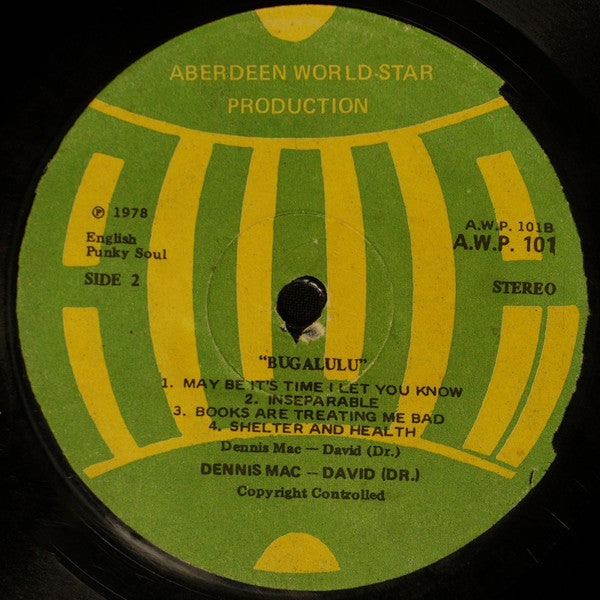 ABERDEEN WORLD-STAR
PRODUCTION
℗ 1978
English
Punky Soul
SIDE 2
A.W.P. 101B
A.W.P. 101
STEREO
"BUGALULU"
1. MAY BE IT'S TIME I LET YOU KNOW
2. INSEPARABLE
3. BOOKS ARE TREATING ME BAD
4. SHELTER AND HEALTH
Dennis Mac — David (Dr.)
DENNIS MAC — DAVID (DR.)
Copyright Controlled